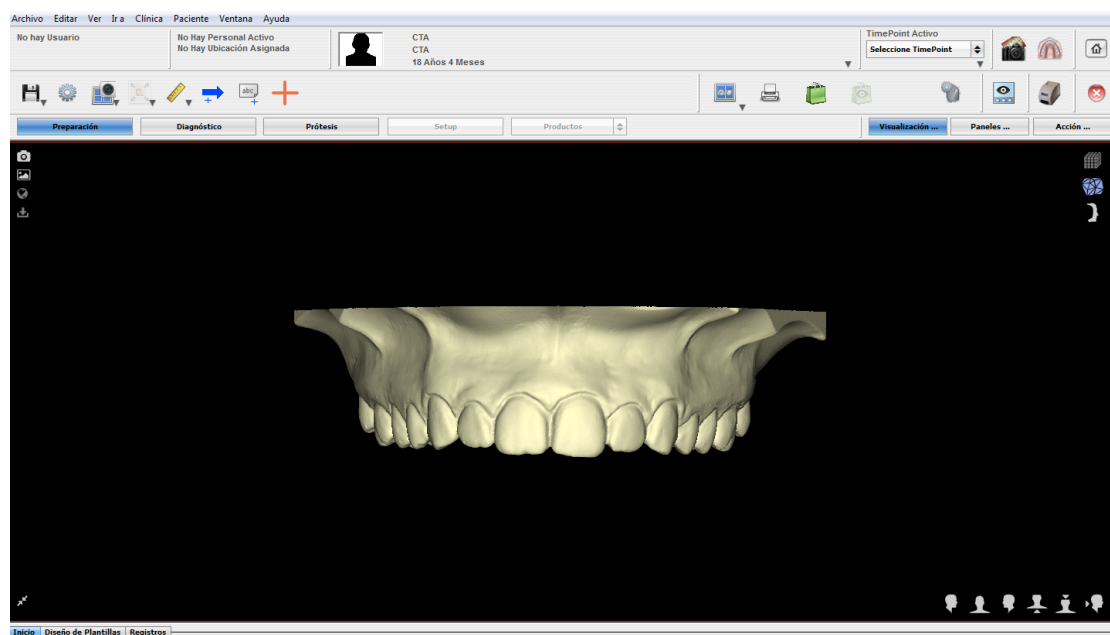 Archivo Editar Ver Ir a Clínica Paciente Ventana Ayuda
No hay Usuario
No Hay Personal Activo
No Hay Ubicación Asignada
CTA
CTA
18 Años 4 Meses
TimePoint Activo
Seleccione TimePoint
abc
Preparación Diagnóstico Prótesis Setup Productos Visualización ... Paneles ... Acción ...
Inicio Diseño de Plantillas Registros